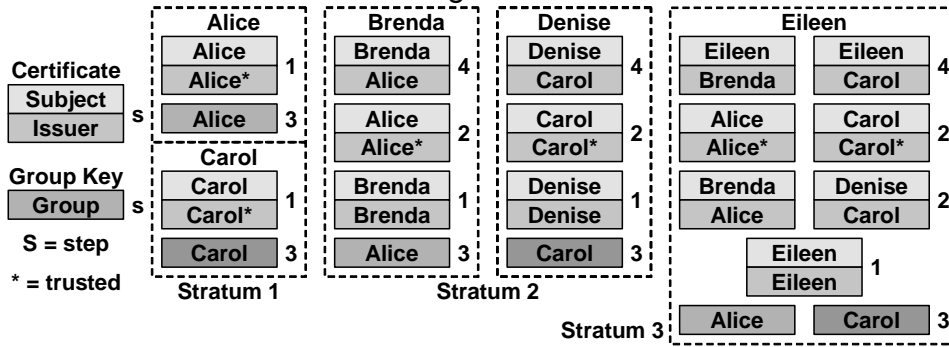 Certificate
Subject
Issuer
s
Group Key
Group
s
S = step
* = trusted
Alice
Alice
Alice*
1
Alice
3
Carol
Carol
Carol*
1
Carol
3
Stratum 1
Brenda
Brenda
Alice
4
Alice
Alice*
2
Brenda
Brenda
1
Alice
3
Denise
Denise
Carol
4
Carol
Carol*
2
Denise
Denise
1
Carol
3
Stratum 2
Eileen
Eileen
Brenda
Eileen
Carol
4
Alice
Alice*
Carol
Carol*
2
Brenda
Alice
Denise
Carol
2
Eileen
Eileen
1
Alice
Carol
3
Stratum 3